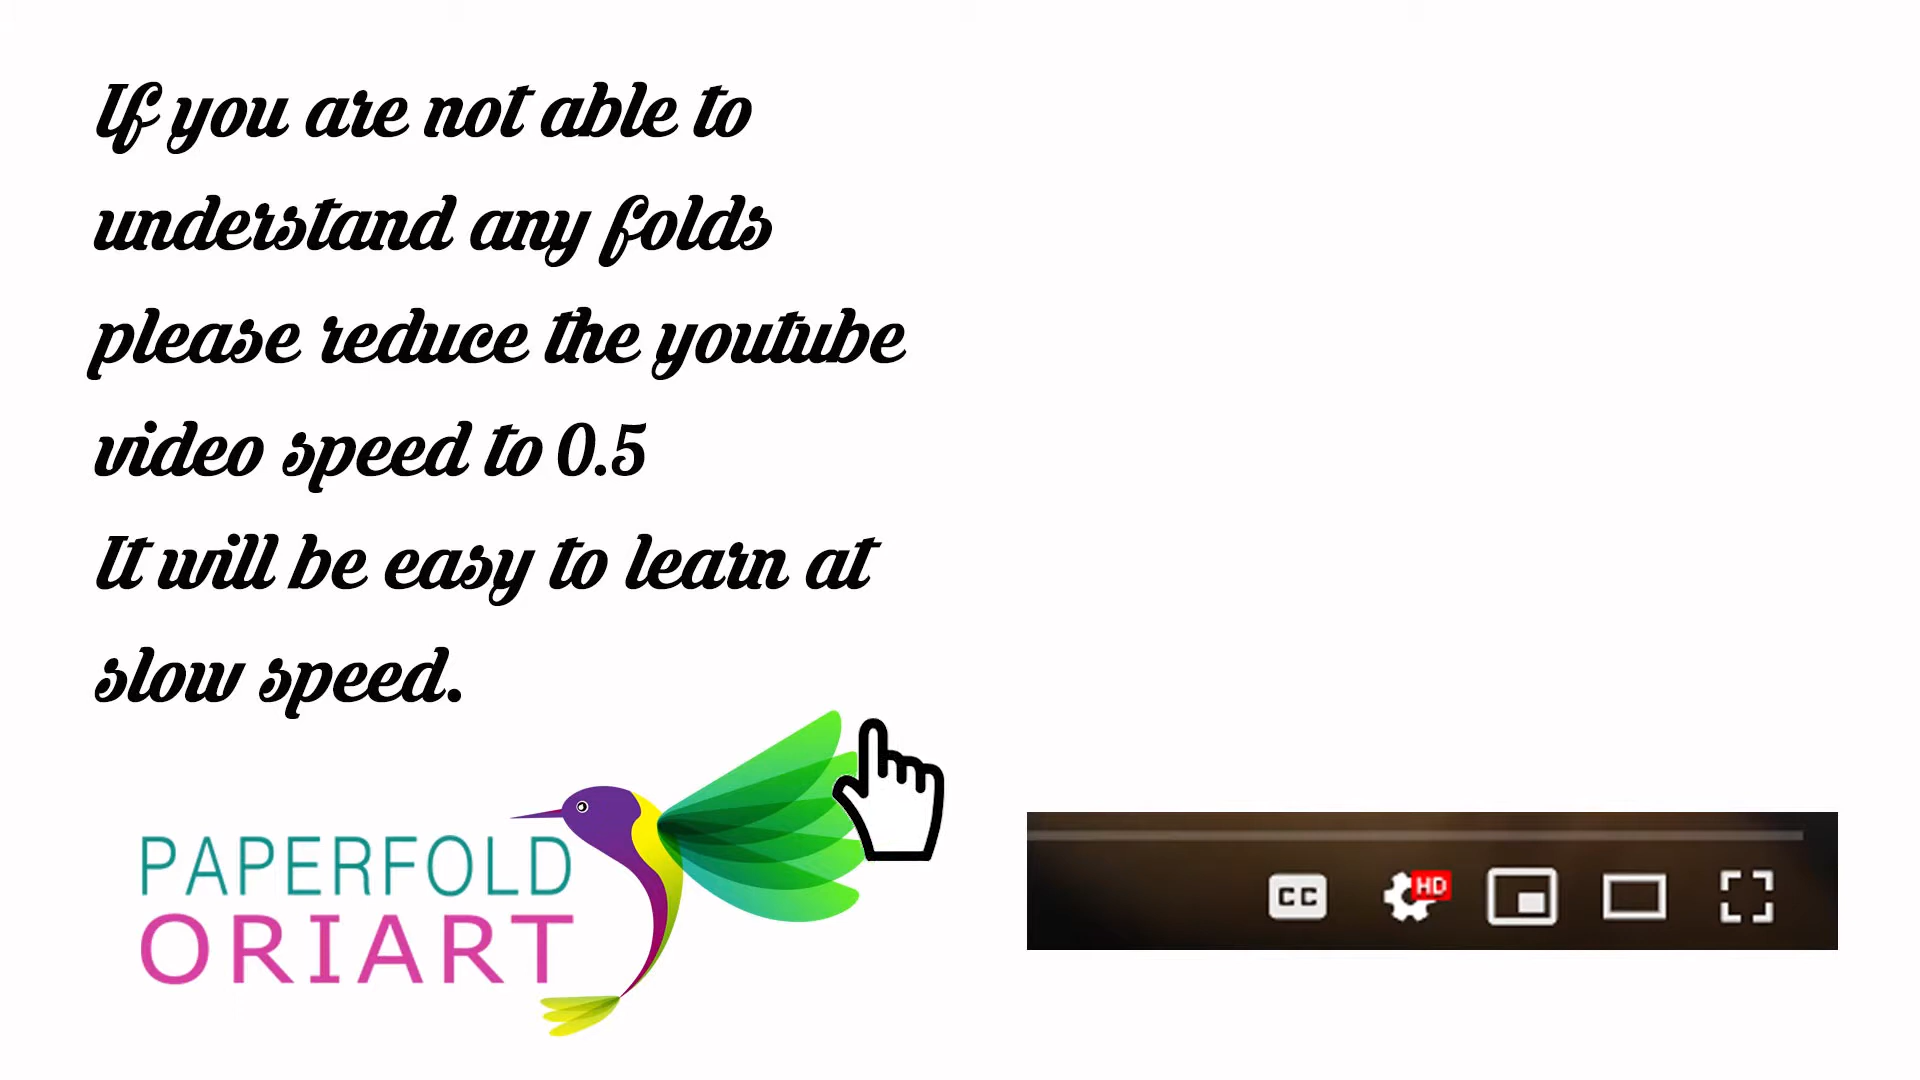 If you are not able to
understand any folds
please reduce the youtube
video speed to 0.5
It will be easy to learn at
slow speed.
PAPERFOLD
ORIART
CC
HD